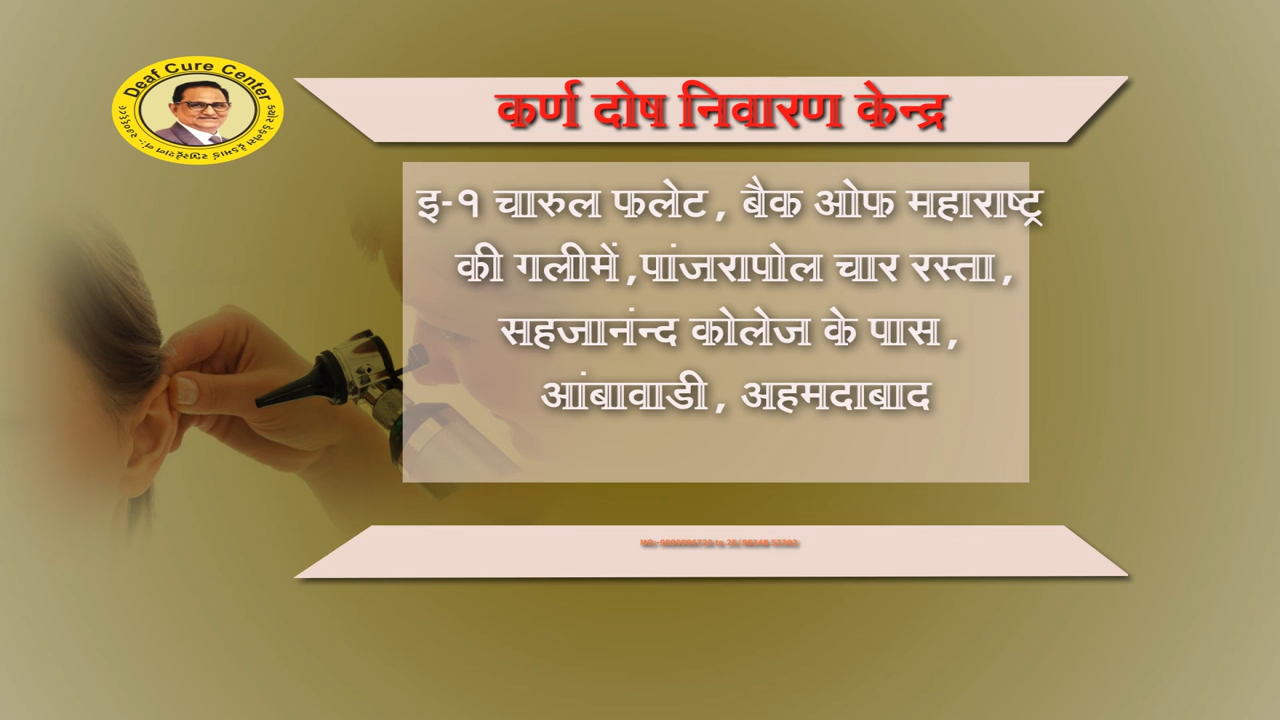 Deaf Cure Center
कर्ण दोष निवारण केन्द्र
इ-१ चारुल फलेट, बैक ओफ महाराष्ट्र
की गलीमें,पांजरापोल चार रस्ता,
सहजानंन्द कोलेज के पास,
आंबावाडी, अहमदाबाद